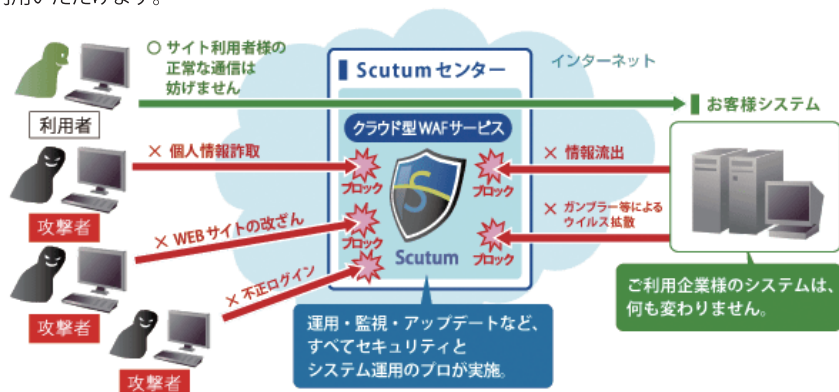 利用いただけます。
○ サイト利用者様の
正常な通信は
妨げません
利用者
Scutumセンター
インターネット
お客様システム
クラウド型WAFサービス
× 個人情報詐取
ブロック
ブロック
× 情報流出
攻撃者
× WEBサイトの改ざん
ブロック
Scutum
ブロック
× ガンブラー等による
ウイルス拡散
攻撃者
× 不正ログイン
攻撃者
運用・監視・アップデートなど、
すべてセキュリティと
システム運用のプロが実施。
ご利用企業様のシステムは、
何も変わりません。